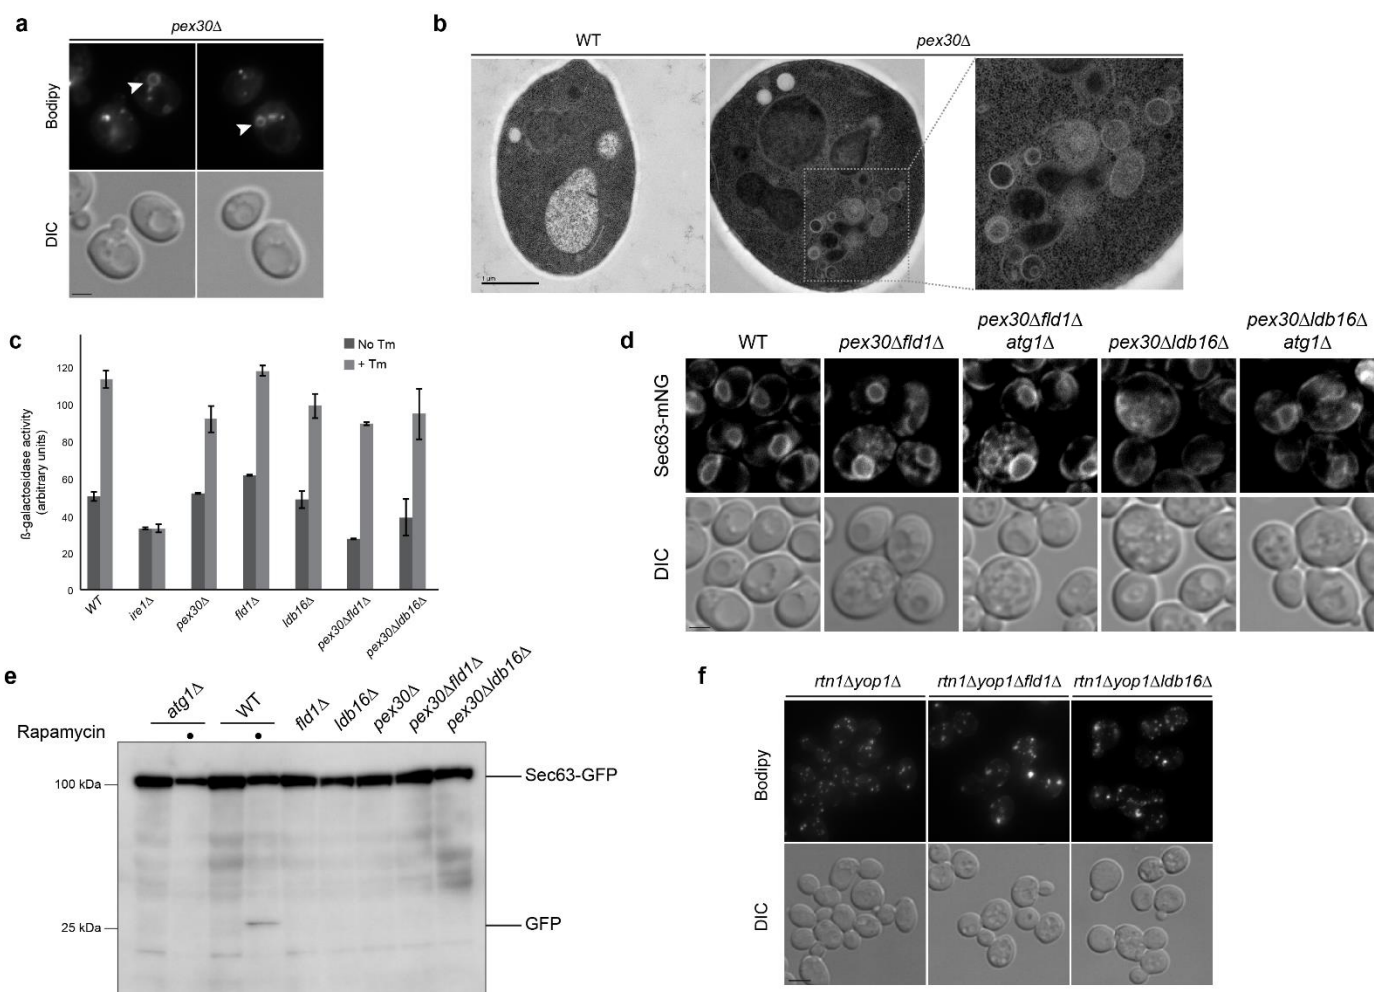 a
pex30Δ
Bodipy
DIC
b
WT
pex30Δ
1 µm
c
ß-galactosidase activity
(arbitrary units)
120
100
80
60
40
20
0
No Tm
+ Tm
WT
ire1Δ
pex30Δ
fld1Δ
ldb16Δ
pex30Δfld1Δ
pex30Δldb16Δ
d
WT
pex30Δfld1Δ
pex30Δfld1Δ
atg1Δ
pex30Δldb16Δ
pex30Δldb16Δ
atg1Δ
Sec63-mNG
DIC
e
Rapamycin
atg1Δ
WT
fld1Δ
ldb16Δ
pex30Δ
pex30Δfld1Δ
pex30Δldb16Δ
100 kDa
25 kDa
Sec63-GFP
GFP
f
rtn1Δyop1Δ
rtn1Δyop1Δfld1Δ
rtn1Δyop1Δldb16Δ
Bodipy
DIC